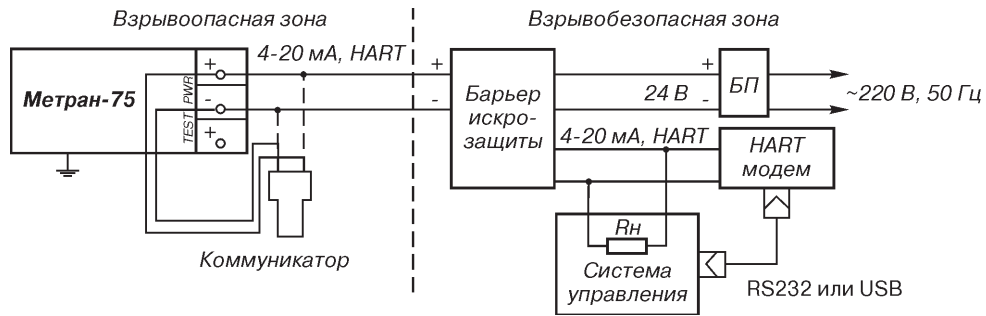 Взрывоопасная зона
Взрывобезопасная зона
4-20 мА, HART
Метран-75
PWR
TEST
+
-
+
+
-
Барьер
искро-
защиты
+
24 В
-
БП
~220 В, 50 Гц
4-20 мА, HART
HART
модем
Rн
Система
управления
Коммуникатор
RS232 или USB